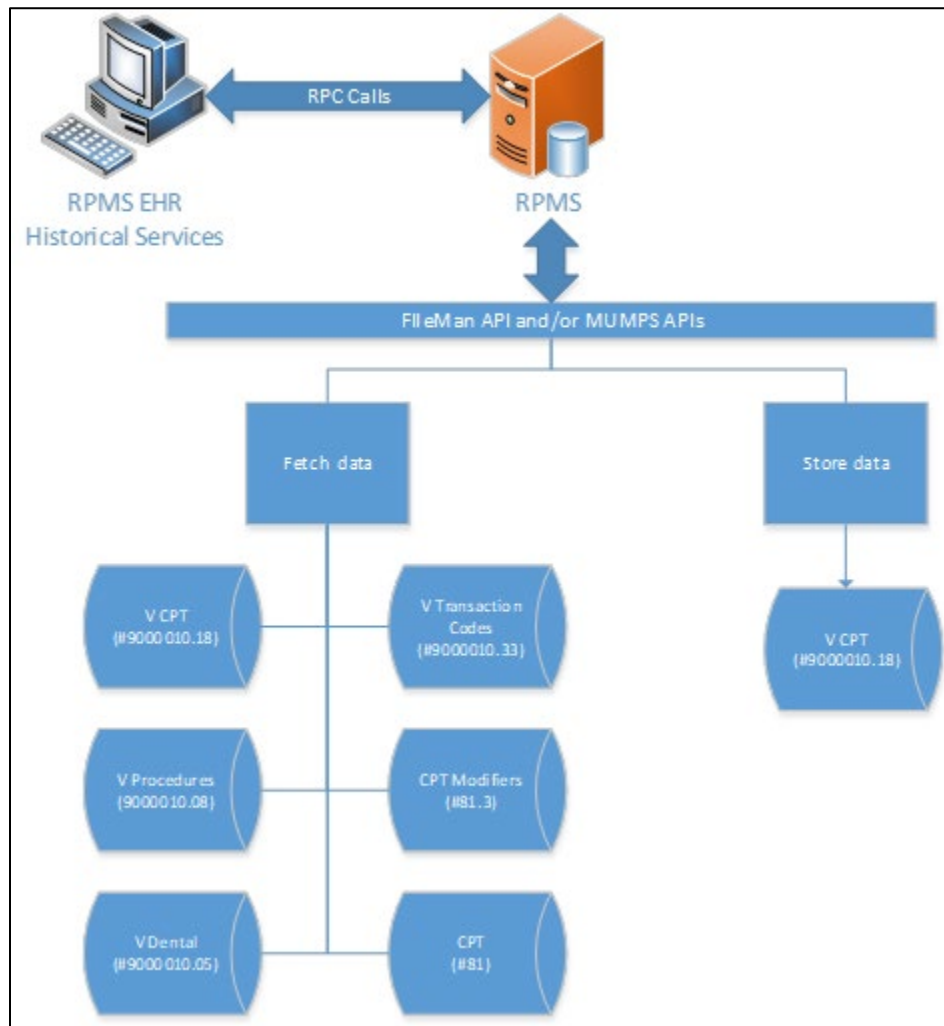 RPC Calls
RPMS EHR
Historical Services
RPMS
FIleMan API and/or MUMPS APIs
Fetch data
Store data
V CPT
(#9000010.18)
V Transaction
Codes
(#9000010.33)
V CPT
(#9000010.18)
V Procedures
(9000010.08)
CPT Modifiers
(#81.3)
V Dental
(#9000010.05)
CPT
(#81)